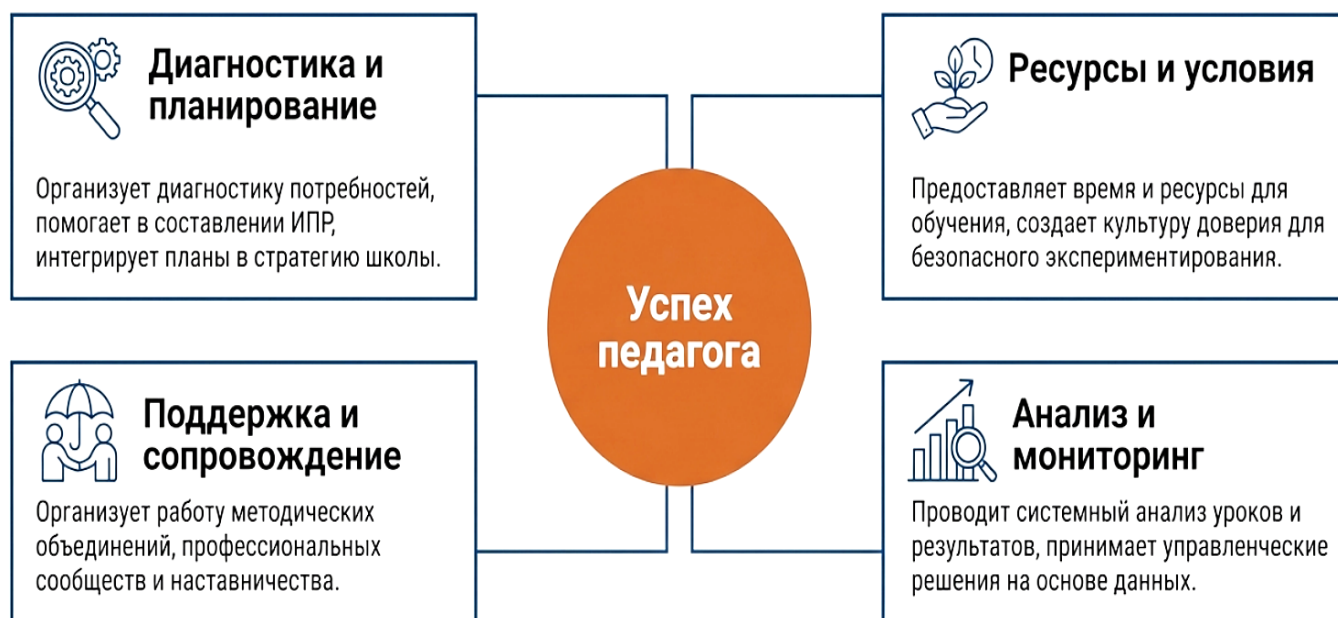 Диагностика и
планирование
Организует диагностику потребностей,
помогает в составлении ИПР,
интегрирует планы в стратегию школы.
Ресурсы и условия
Предоставляет время и ресурсы для
обучения, создает культуру доверия для
безопасного экспериментирования.
Успех
педагога
Поддержка и
сопровождение
Организует работу методических
объединений, профессиональных
сообществ и наставничества.
Анализ и
мониторинг
Проводит системный анализ уроков и
результатов, принимает управленческие
решения на основе данных.